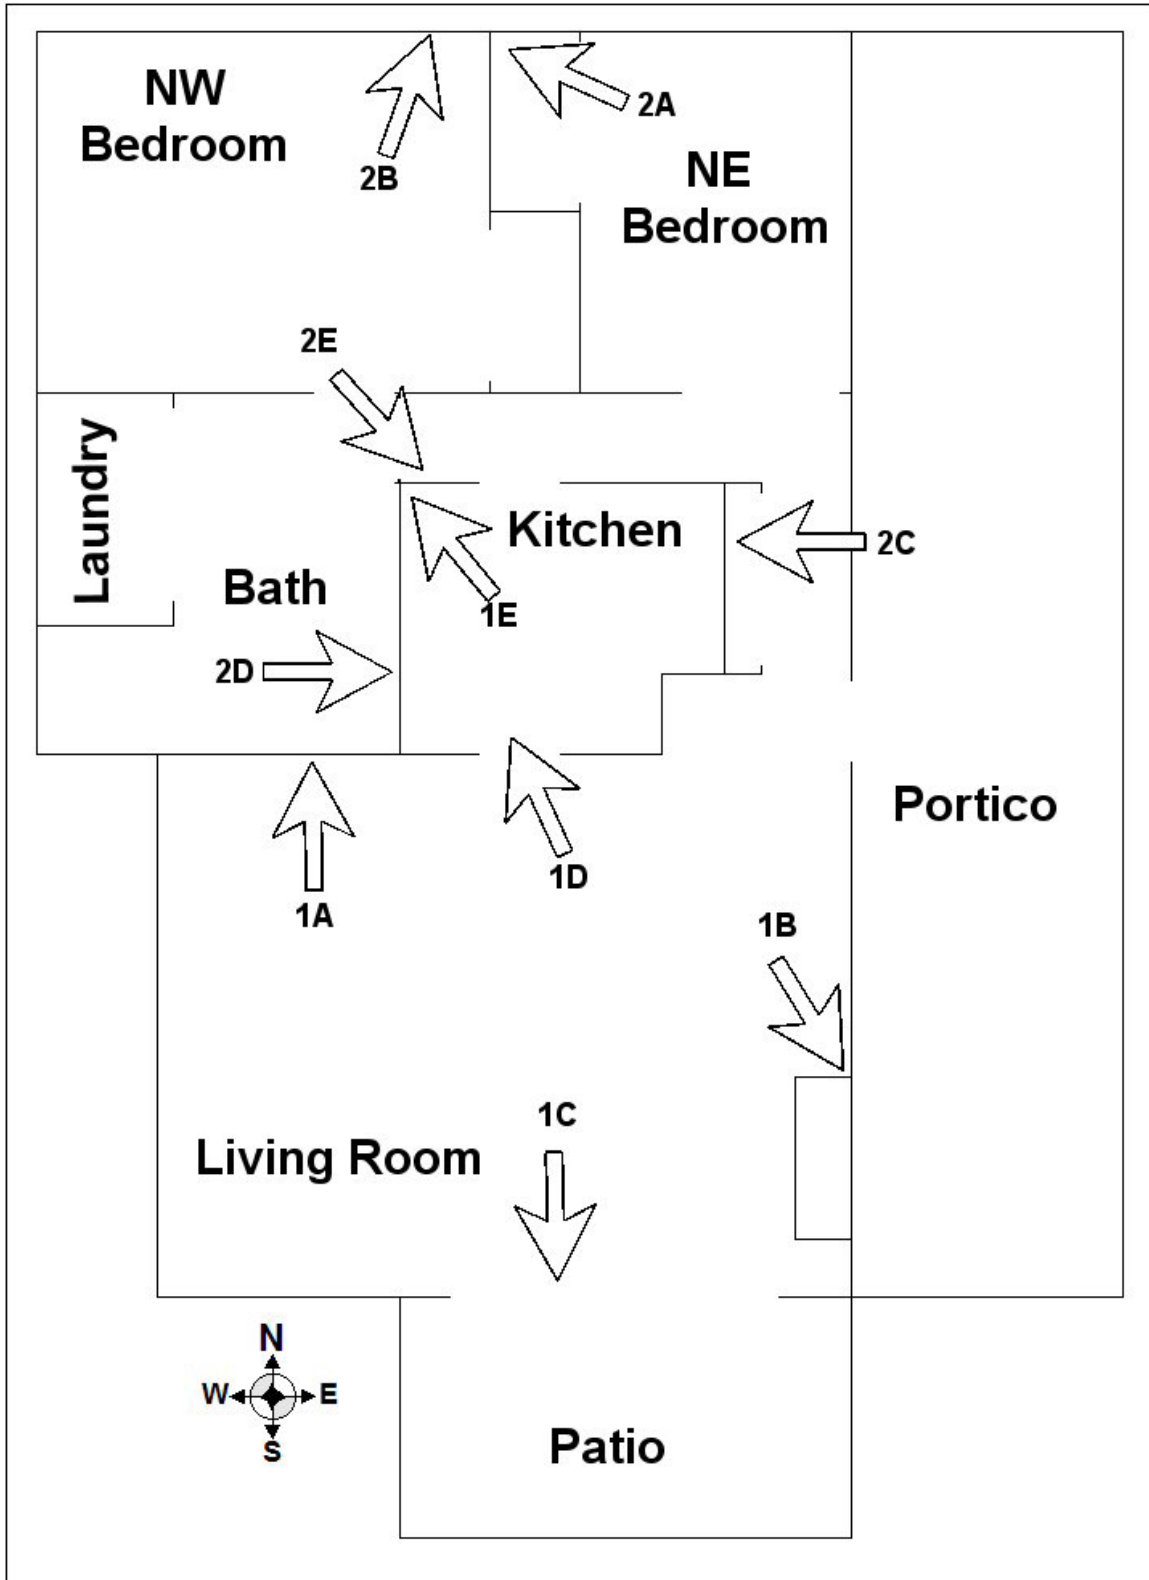 NW
Bedroom
2B
2A
NE
Bedroom
2E
Laundry
Kitchen
2C
Bath
1E
2D
Portico
1D
1A
1B
1C
Living Room
N
W E
S
Patio